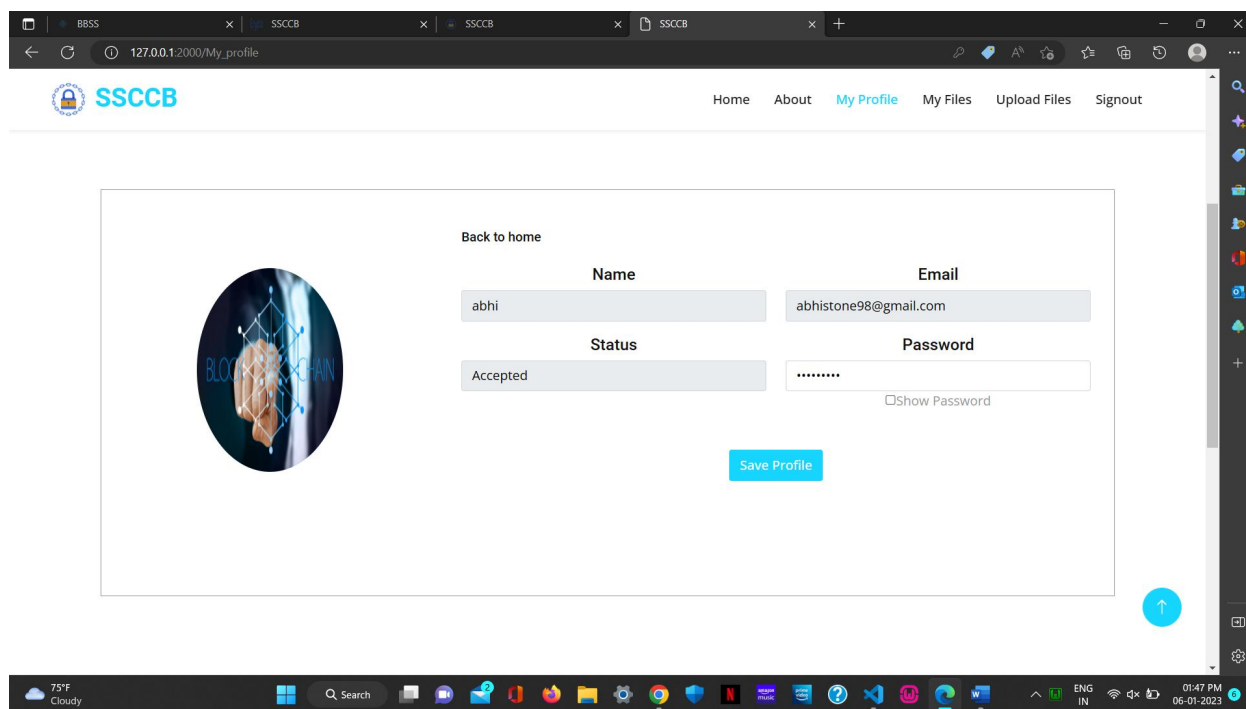 BBSS SSCCB SSCCB SSCCB
127.0.0.1:2000/My_profile
SSCCB
Home About My Profile My Files Upload Files Signout
Back to home
Name Email
abhi abhistone98@gmail.com
Status Password
Accepted •••••••••
Show Password
BLOCK CHAIN
Save Profile
75°F
Cloudy
Search
ENG
IN
01:47 PM
06-01-2023